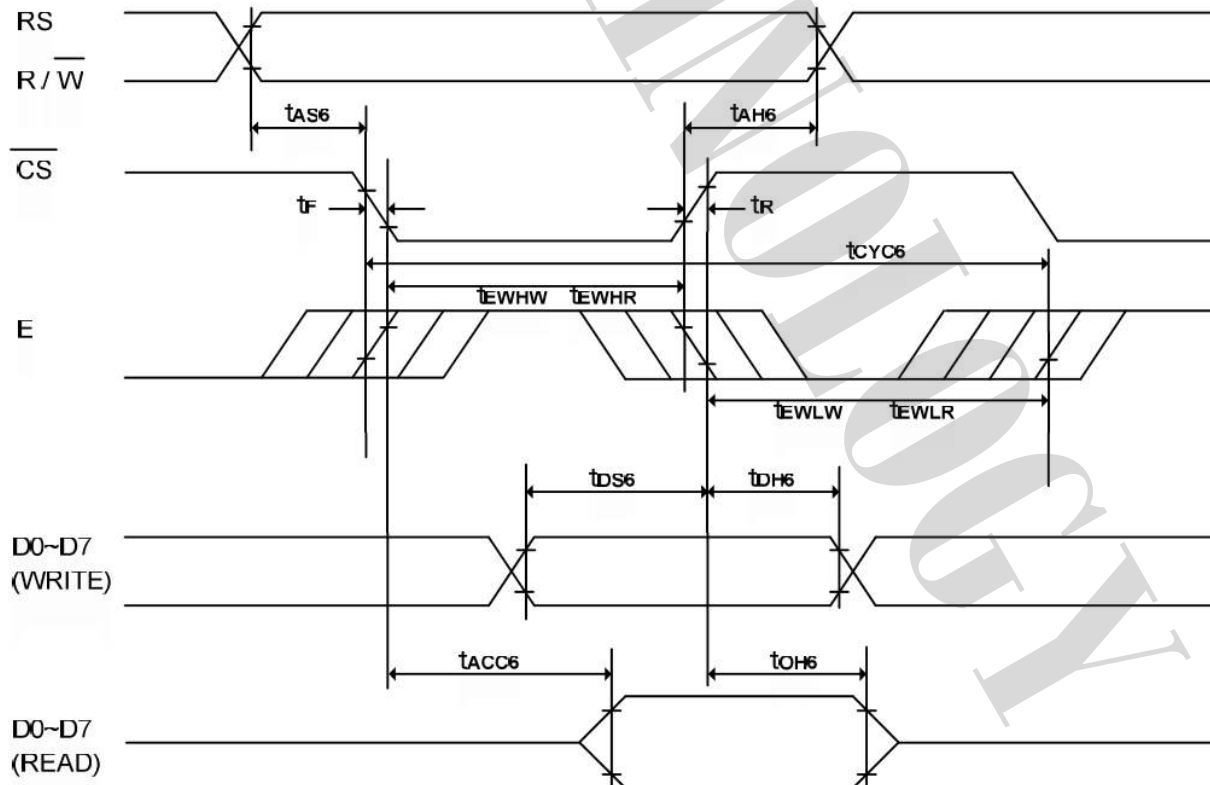 RS
R / W
tAS6 tAH6
CS
tF tR
tCYC6
tEWHW tEWHR
E
tEWLW tEWLR
tDS6 tDH6
D0~D7
(WRITE)
tACC6 tOH6
D0~D7
(READ)
NOLOGY